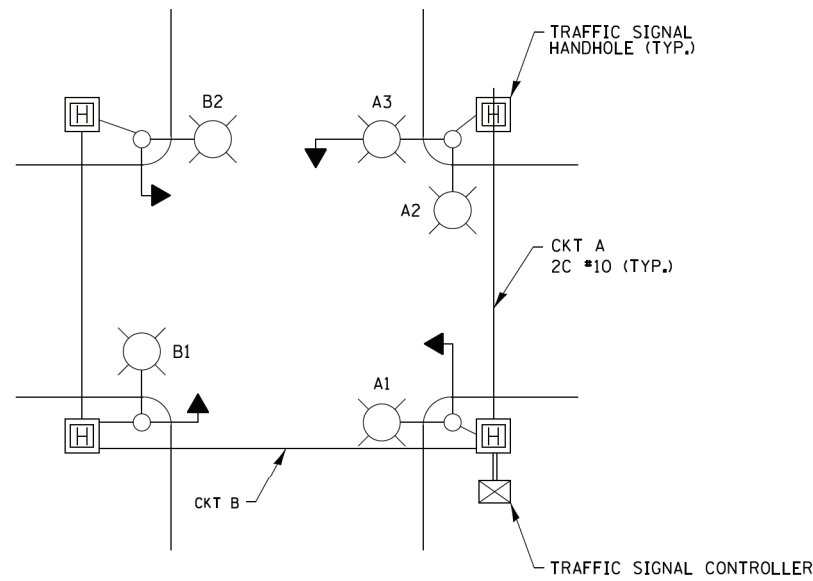 TRAFFIC SIGNAL
HANDHOLE (TYP.)
H
B2
A3
H
A2
CKT A
2C #10 (TYP.)
B1
A1
H
H
CKT B
TRAFFIC SIGNAL CONTROLLER